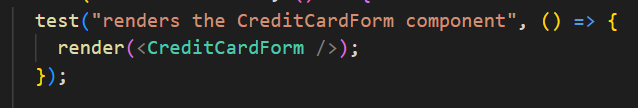 test("renders the CreditCardForm component", () => {
  render(<CreditCardForm />);
});